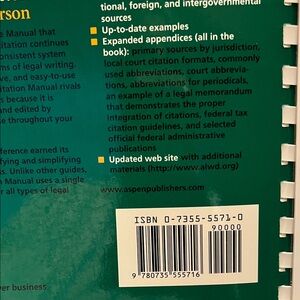 erson
e Manual that
itation continues
onsistent system
ms of legal writing.
ive, and easy-to-use
itation Manual rivals
s because it is
and edited by
e throughout your
ference earned its
ifying and simplifying
ion. Unlike other guides,
n Manual uses a single
r all types of legal
er business
tional, foreign, and intergovernmental
sources
Up-to-date examples
Expanded appendices (all in the
book): primary sources by jurisdiction,
local court citation formats, commonly
used abbreviations, court abbrevia-
tions, abbreviations for periodicals,
an example of a legal memorandum
that demonstrates the proper
integration of citations, federal tax
citation guidelines, and selected
official federal administrative
publications
Updated web site with additional
materials (http://www.alwd.org)
www.aspenpublishers.com
ISBN 0-7355-5571-0
90000
9 780735 555716